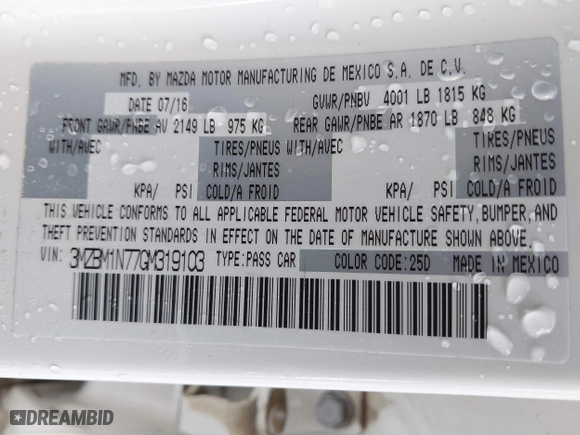 MFD. BY MAZDA MOTOR MANUFACTURING DE MEXICO S.A. DE C.V.
DATE 07/16 GVWR/PNBV 4001 LB 1815 KG
FRONT GAWR/PNBE AV 2149 LB 975 KG REAR GAWR/PNBE AR 1870 LB 848 KG
WITH/AVEC TIRES/PNEUS WITH/AVEC TIRES/PNEUS
RIMS/JANTES RIMS/JANTES
KPA/ PSI COLD/A FROID KPA/ PSI COLD/A FROID
THIS VEHICLE CONFORMS TO ALL APPLICABLE FEDERAL MOTOR VEHICLE SAFETY, BUMPER, AND
THEFT PREVENTION STANDARDS IN EFFECT ON THE DATE OF MANUFACTURE SHOWN ABOVE.
VIN: 3MZBM1N77GM319103 TYPE:PASS CAR COLOR CODE:25D MADE IN MEXICO
DREAMBID